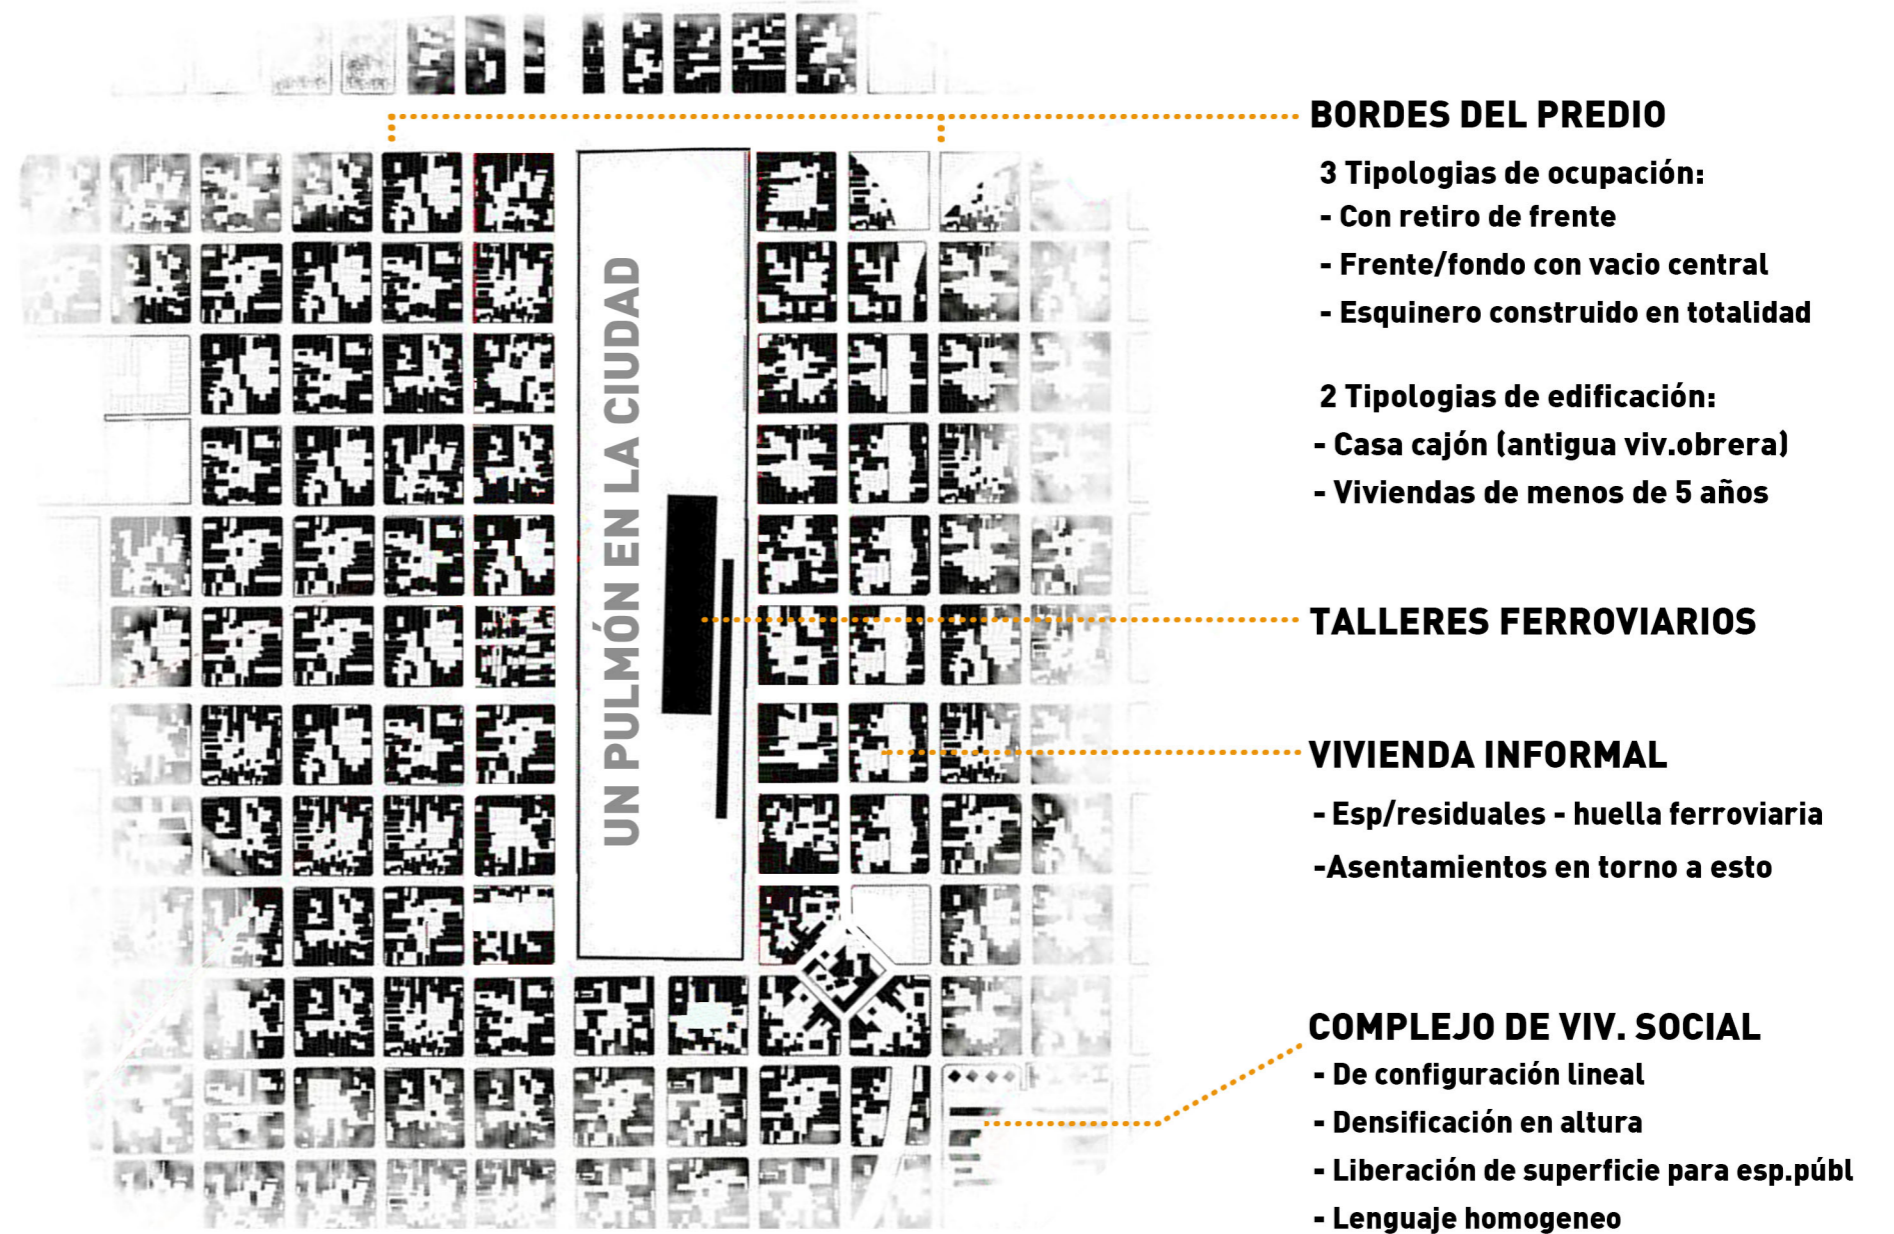 BORDES DEL PREDIO
3 Tipologias de ocupación:
- Con retiro de frente
- Frente/fondo con vacio central
- Esquinero construido en totalidad
2 Tipologias de edificación:
- Casa cajón (antigua viv.obrera)
- Viviendas de menos de 5 años
UN PULMÓN EN LA CIUDAD
TALLERES FERROVIARIOS
VIVIENDA INFORMAL
- Esp/residuales - huella ferroviaria
-Asentamientos en torno a esto
COMPLEJO DE VIV. SOCIAL
- De configuración lineal
- Densificación en altura
- Liberación de superficie para esp.públ
- Lenguaje homogeneo